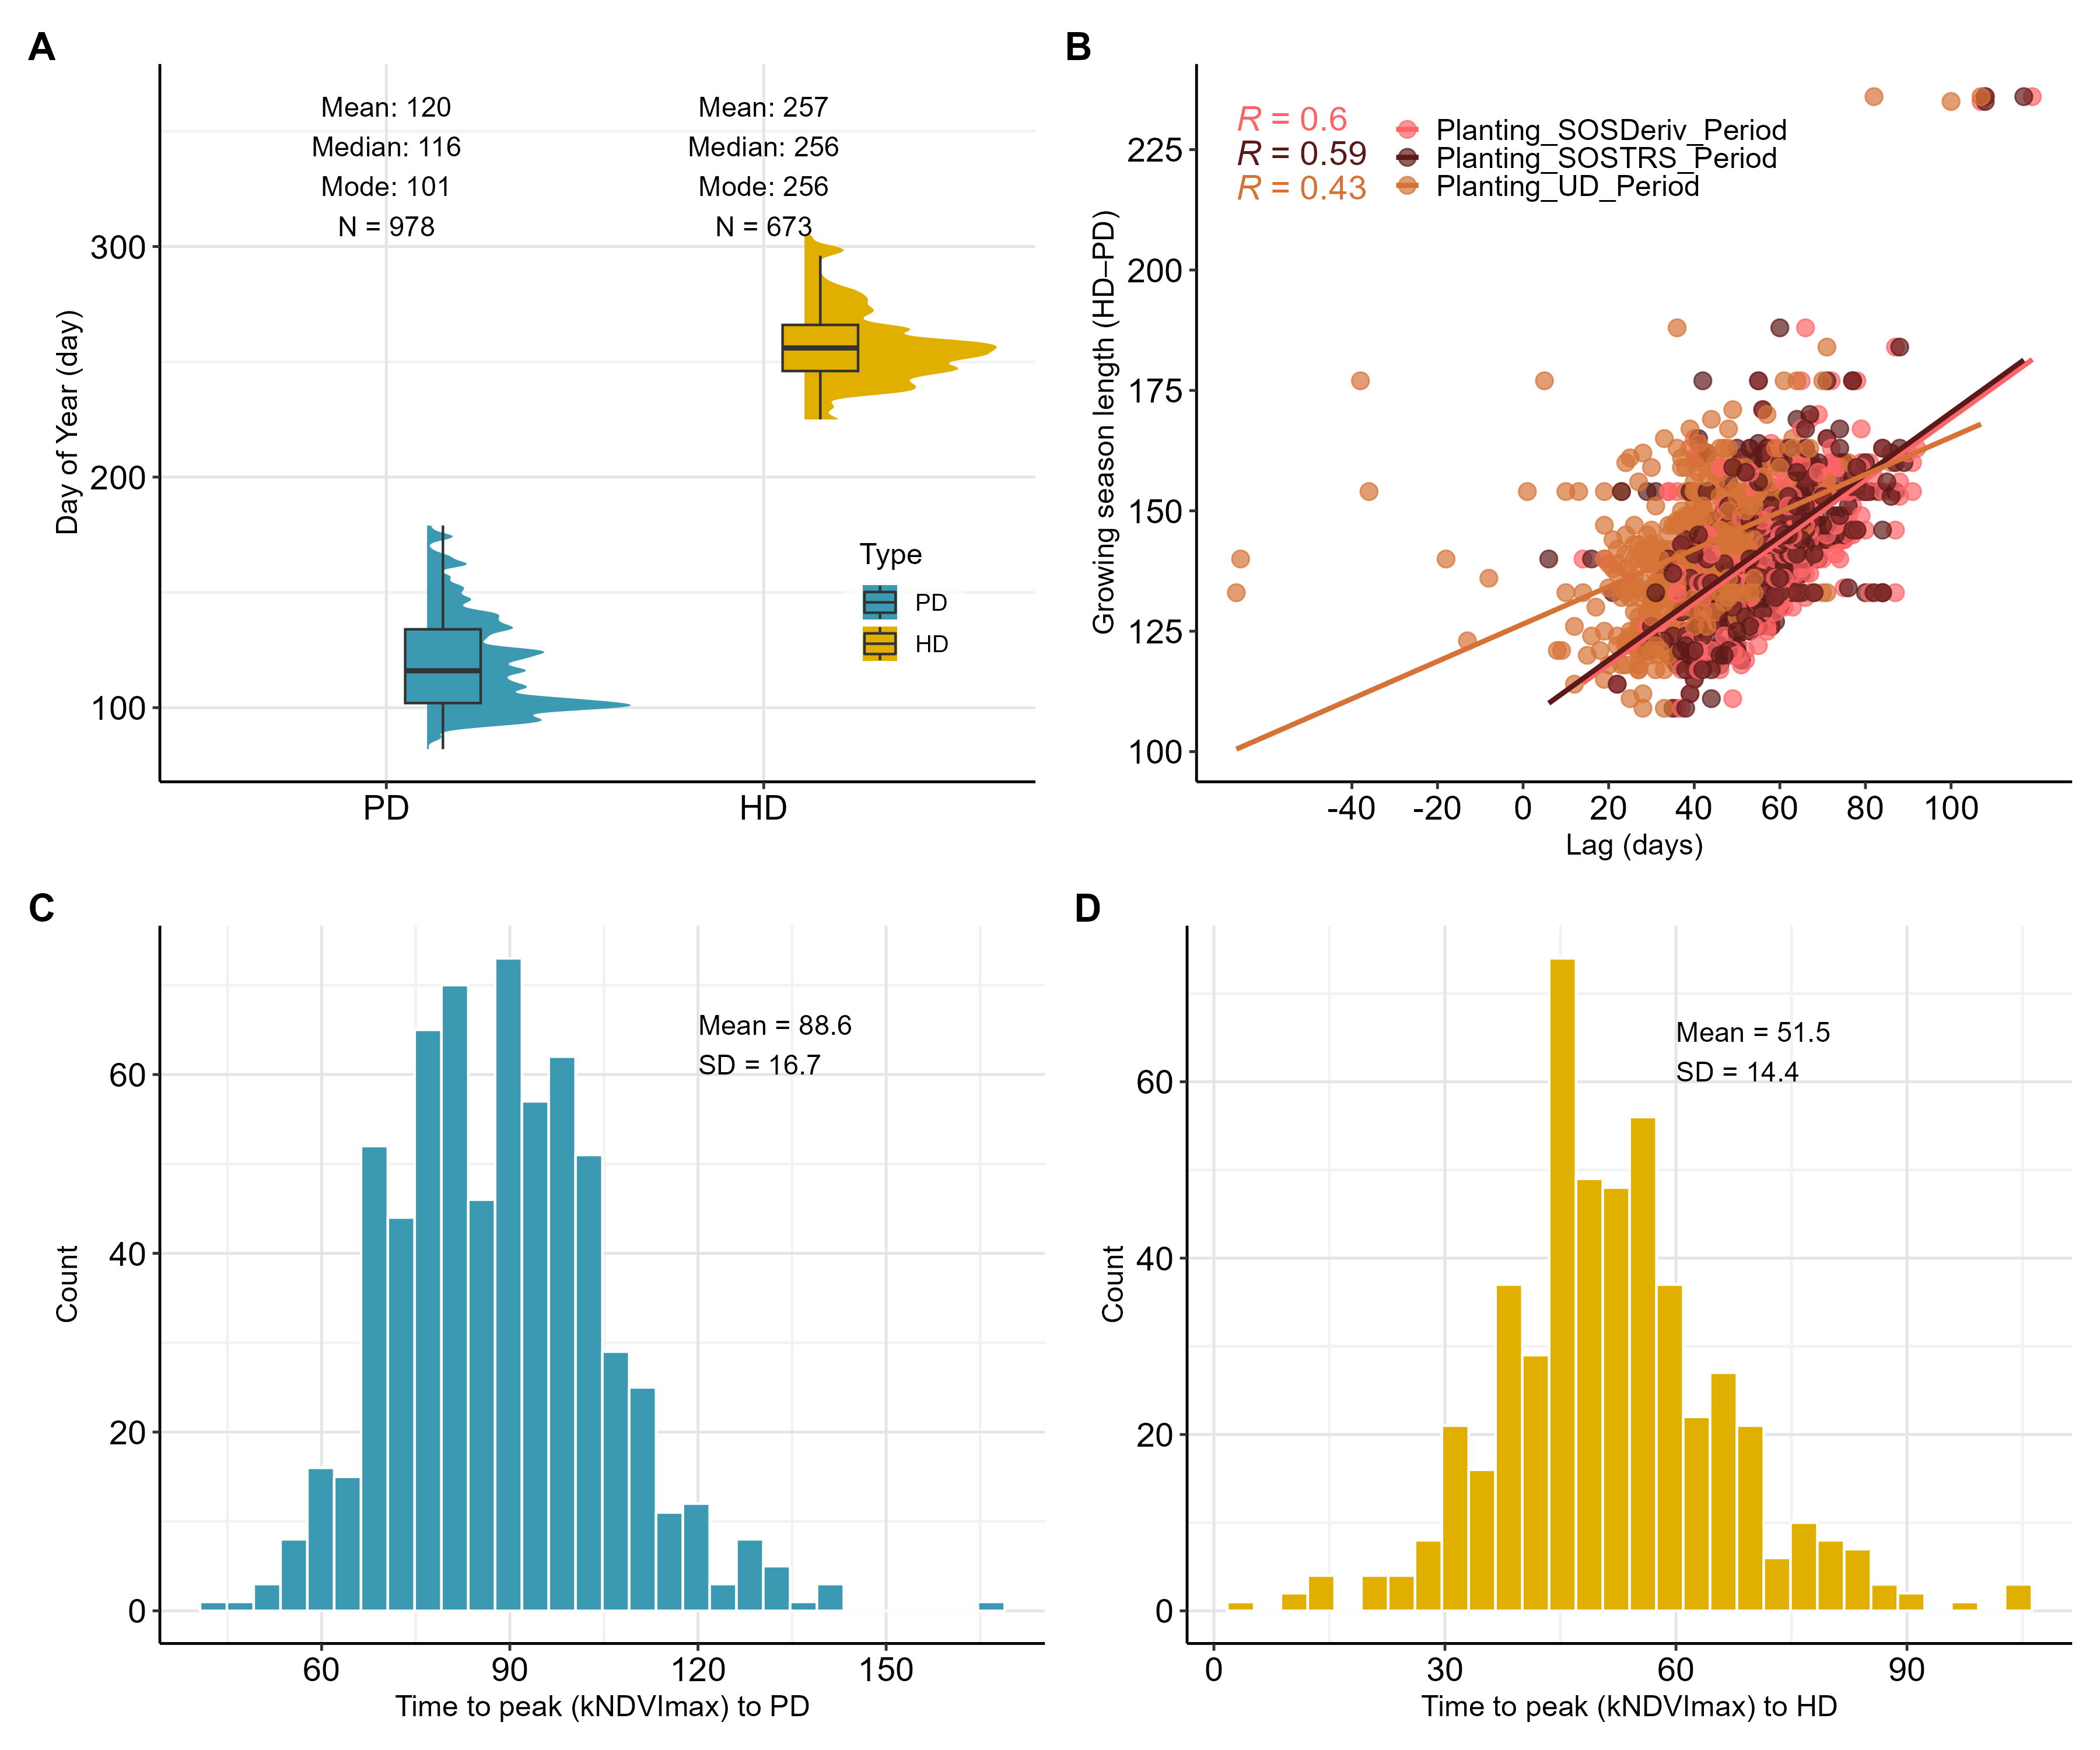 A
Mean: 120
Median: 116
Mode: 101
N = 978
Mean: 257
Median: 256
Mode: 256
N = 673
Day of Year (day)
300
200
100
Type
PD
HD
PD
HD
B
R = 0.6
R = 0.59
R = 0.43
Planting_SOSDeriv_Period
Planting_SOSTRS_Period
Planting_UD_Period
Growing season length (HD–PD)
225
200
175
150
125
100
-40
-20
0
20
40
60
80
100
Lag (days)
C
Mean = 88.6
SD = 16.7
Count
60
40
20
0
60
90
120
150
Time to peak (kNDVImax) to PD
D
Mean = 51.5
SD = 14.4
Count
60
40
20
0
0
30
60
90
Time to peak (kNDVImax) to HD